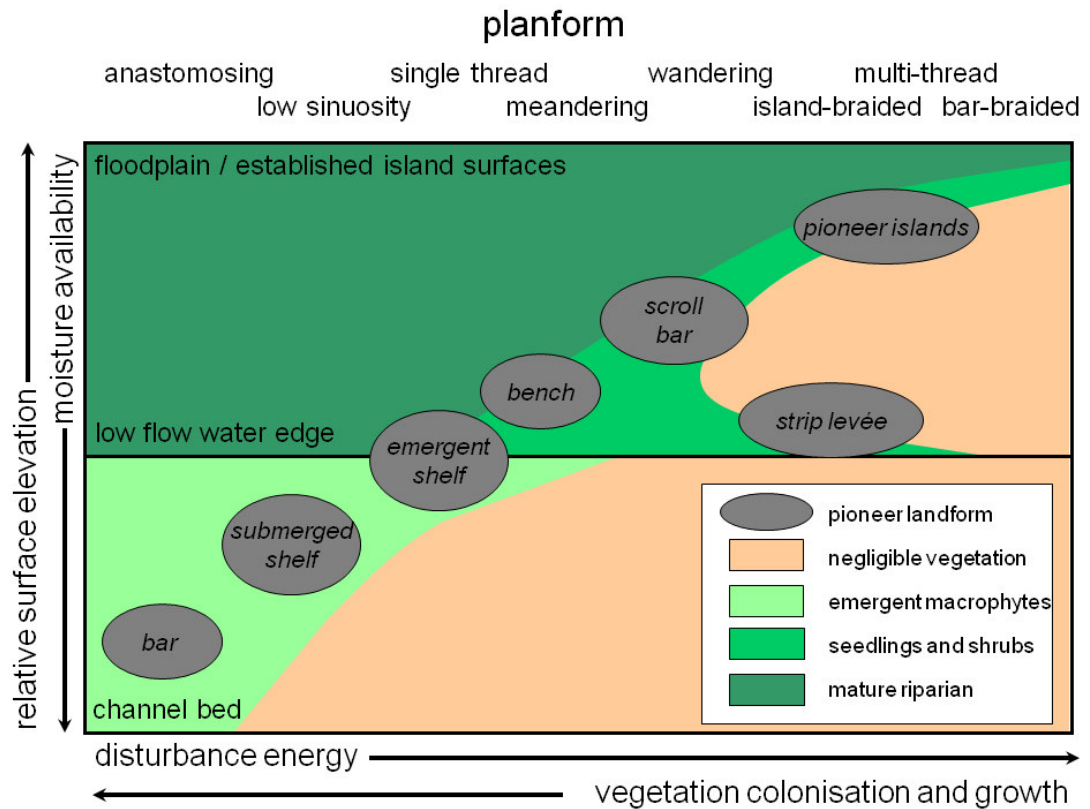 planform
anastomosing single thread wandering multi-thread
low sinuosity meandering island-braided bar-braided
floodplain / established island surfaces
pioneer islands
scroll
bar
bench
strip levée
low flow water edge
emergent
shelf
submerged
shelf
bar
channel bed
pioneer landform
negligible vegetation
emergent macrophytes
seedlings and shrubs
mature riparian
relative surface elevation
moisture availability
disturbance energy
vegetation colonisation and growth